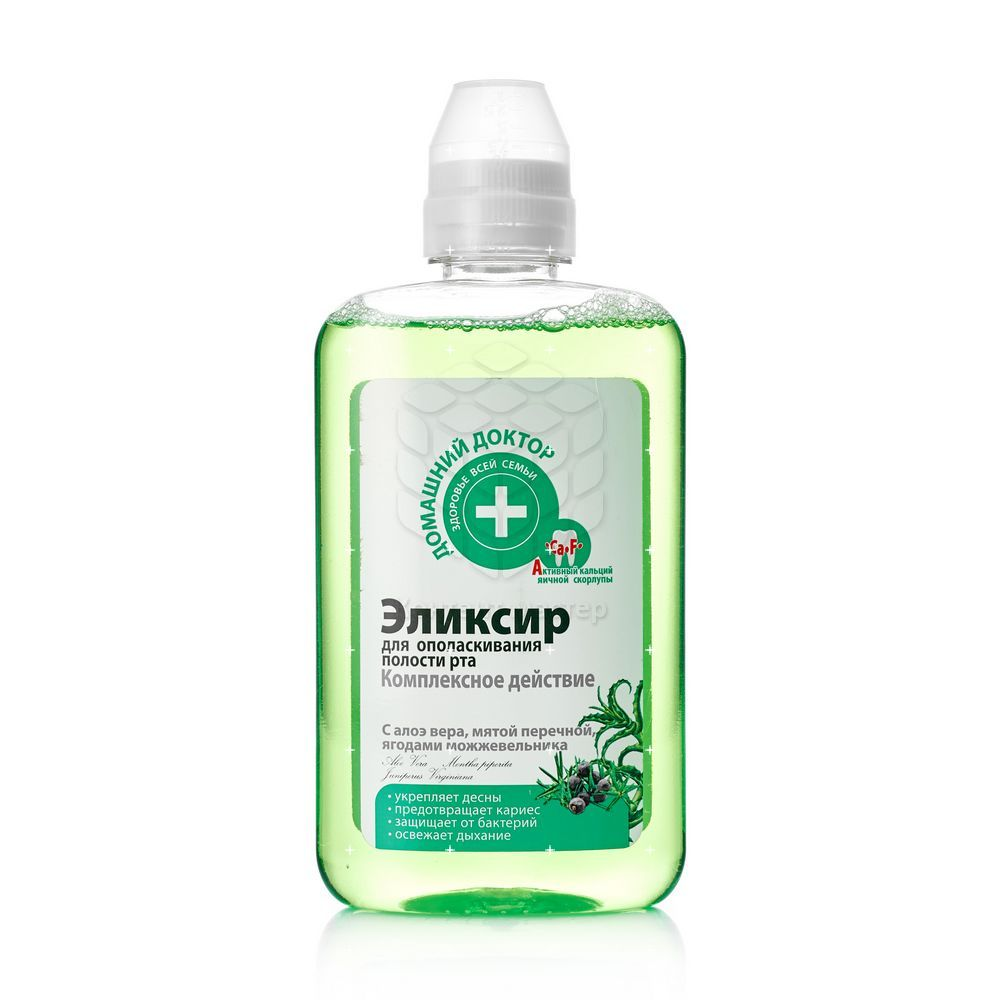 ДОМАШНИЙ ДОКТОР
ЗДОРОВЬЕ ВСЕЙ СЕМЬИ
Ca F
Активный кальций
яичной скорлупы
Эликсир
для ополаскивания
полости рта
Комплексное действие
С алоэ вера, мятой перечной,
ягодами можжевельника
Aloe Vera Mentha piperita
Juniperus Virginiana
• укрепляет десны
• предотвращает кариес
• защищает от бактерий
• освежает дыхание